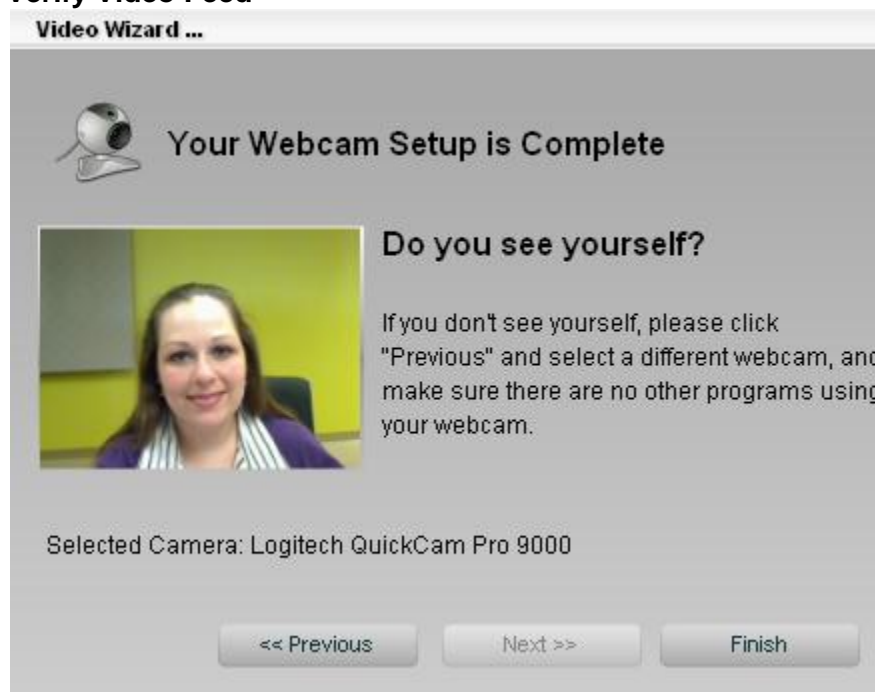 Video Wizard ...
Your Webcam Setup is Complete
Do you see yourself?
If you don't see yourself, please click
"Previous" and select a different webcam, and
make sure there are no other programs using
your webcam.
Selected Camera: Logitech QuickCam Pro 9000
<< Previous
Next >>
Finish